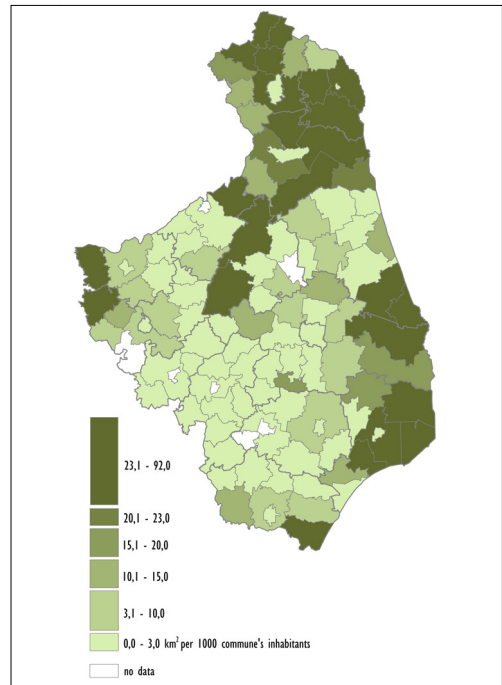 23,1 - 92,0
20,1 - 23,0
15,1 - 20,0
10,1 - 15,0
3,1 - 10,0
0,0 - 3,0 km² per 1000 commune's inhabitants
no data